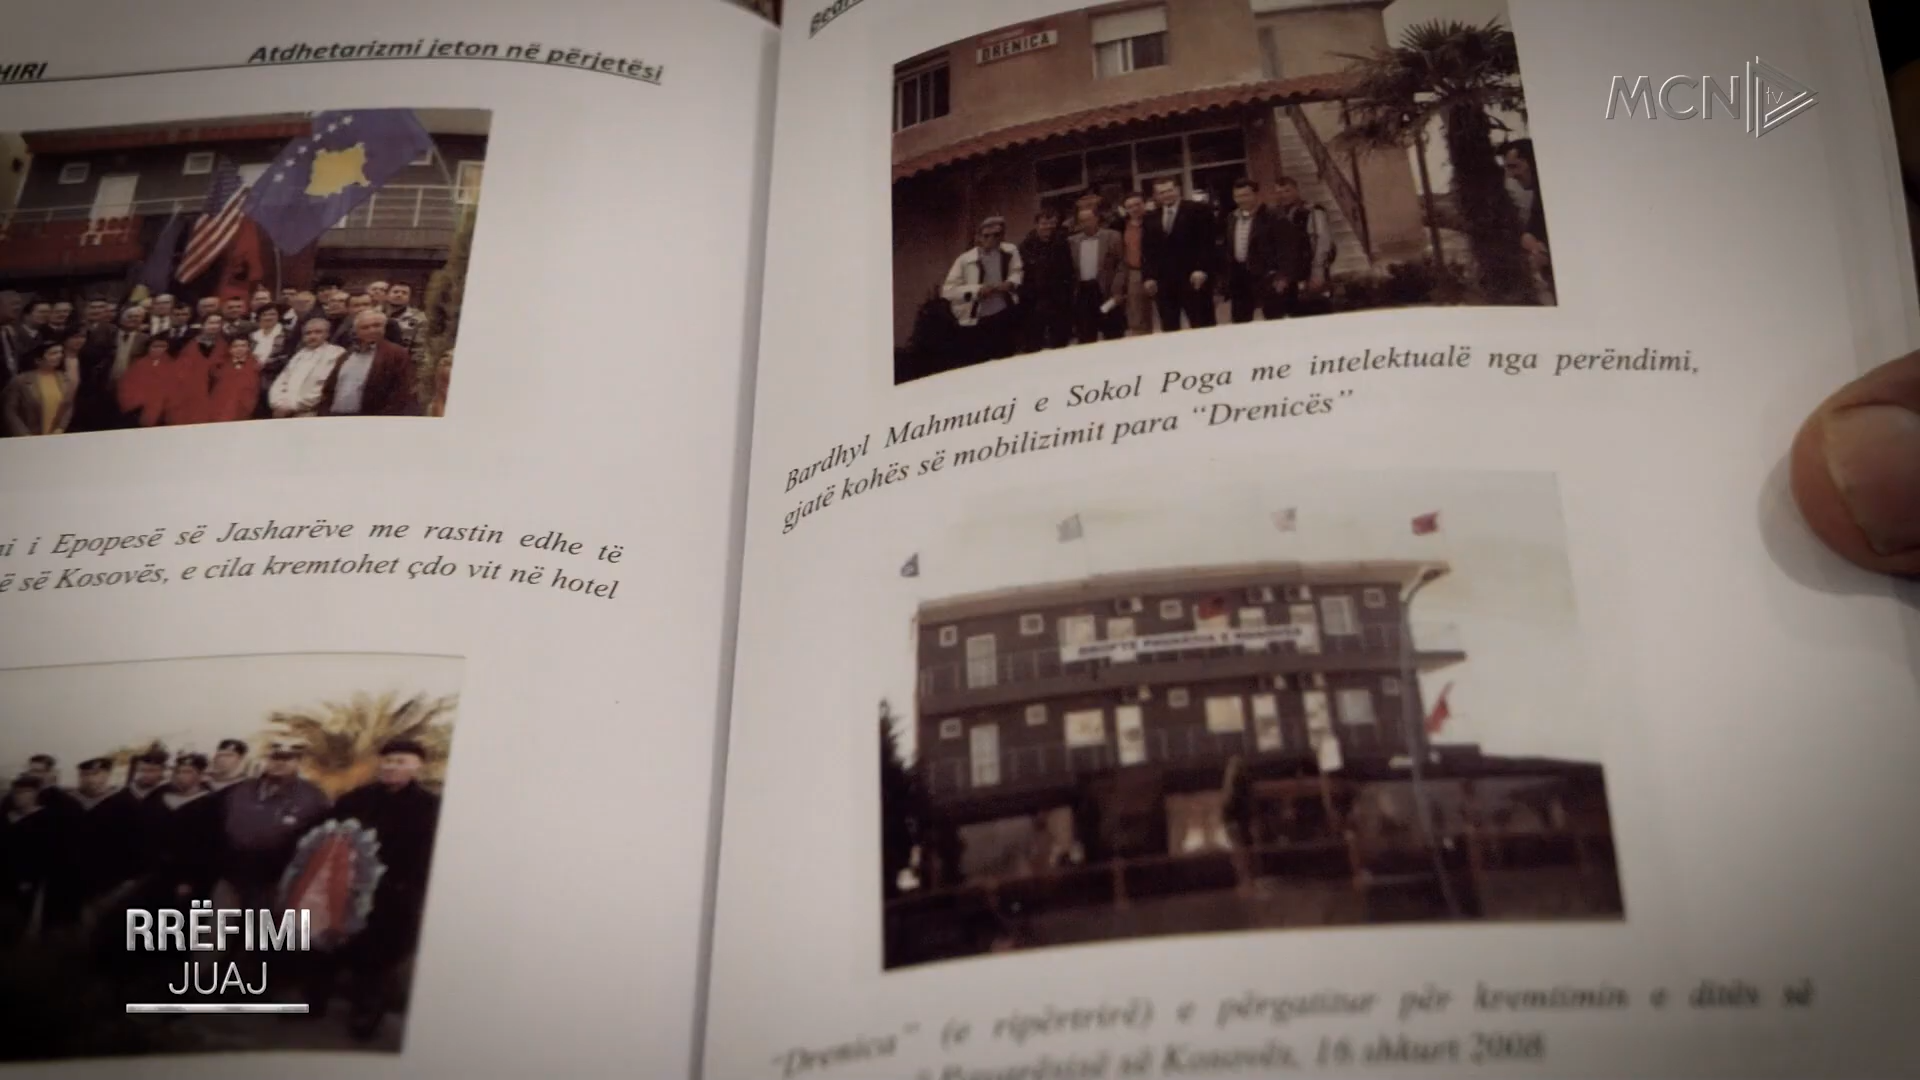 HIRI
Atdhetarizmi jeton në përjetësi
i Epopesë së Jasharëve me rastin edhe të
së Kosovës, e cila kremtohet çdo vit në hotel
DRENICA
Bardhyl Mahmutaj e Sokol Poga me intelektualë nga perëndimi,
gjatë kohës së mobilizimit para “Drenicës”
“Drenica” (e ripërtrirë) e përgatitur për kremtimin e ditës së
së Kosovës, 16 shkurt 2008
MCN tv
RRËFIMI
JUAJ